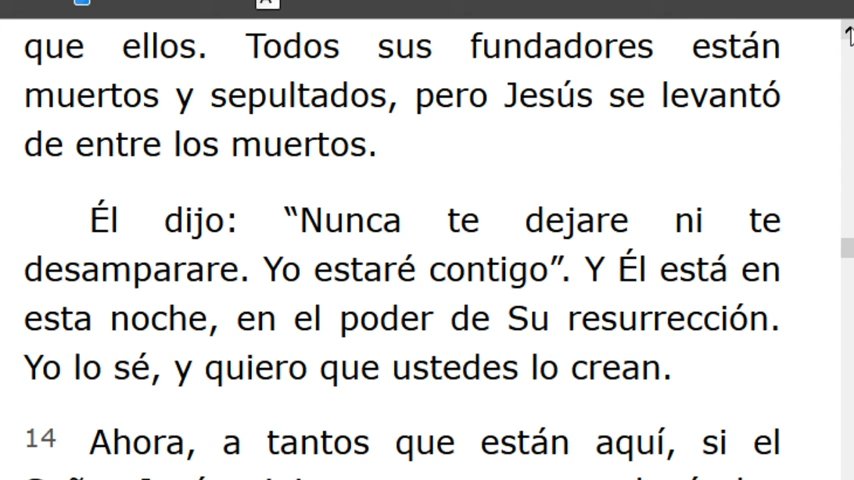 que ellos. Todos sus fundadores están
muertos y sepultados, pero Jesús se levantó
de entre los muertos.
Él dijo: “Nunca te dejare ni te
desamparare. Yo estaré contigo”. Y Él está en
esta noche, en el poder de Su resurrección.
Yo lo sé, y quiero que ustedes lo crean.
14 Ahora, a tantos que están aquí, si el